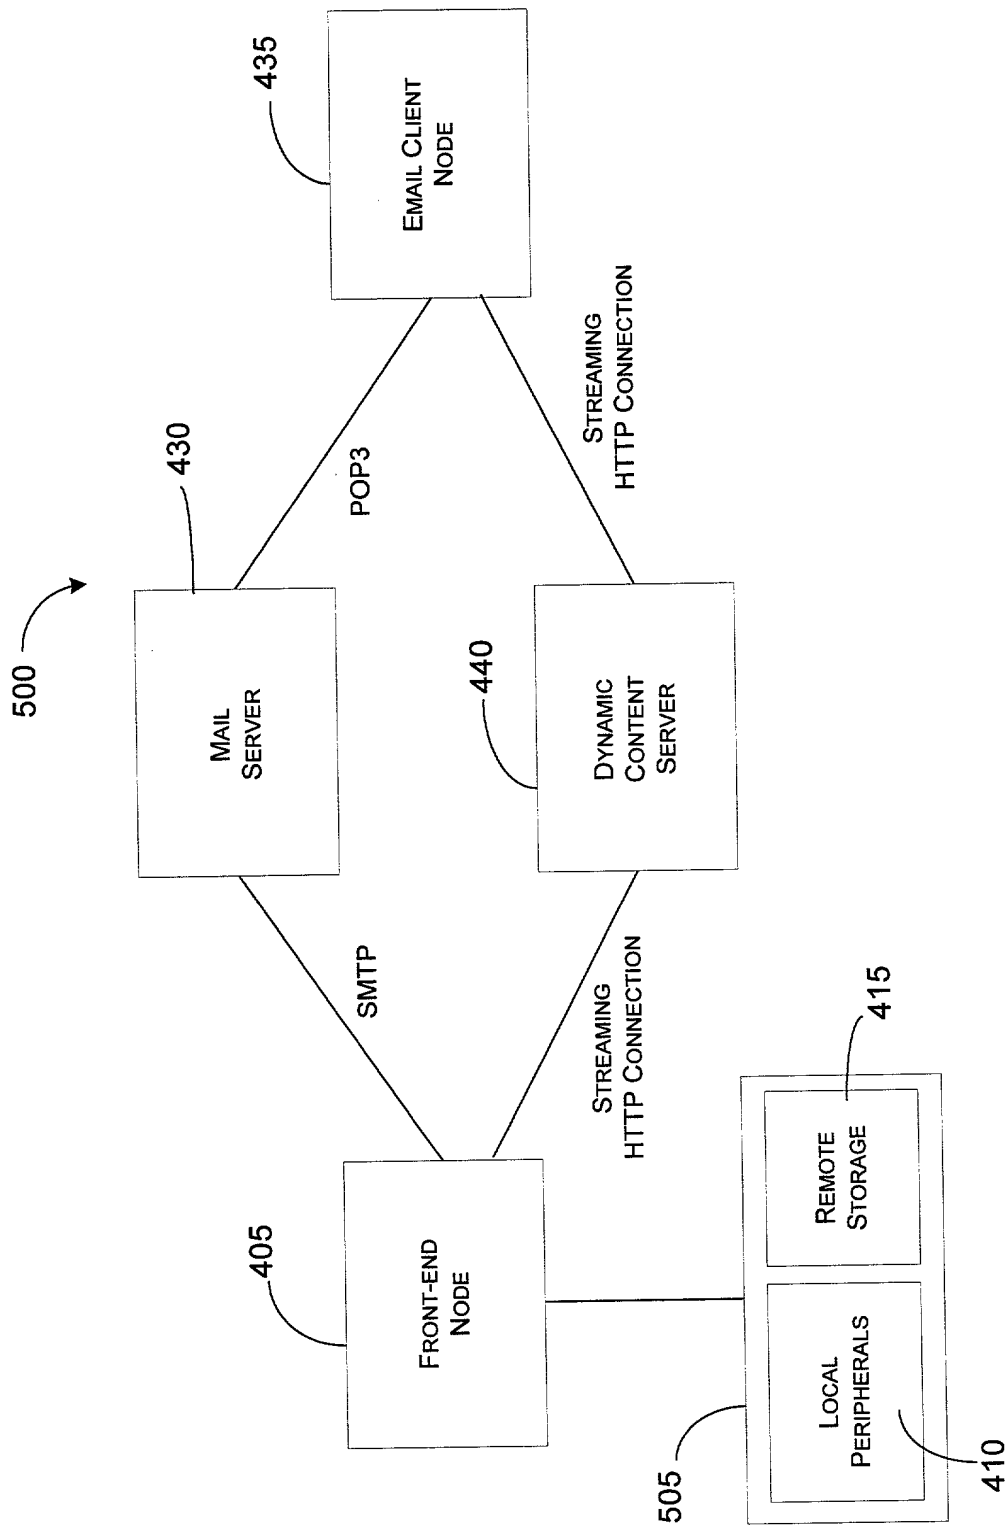 500
MAIL
SERVER
430
SMTP
POP3
405
FRONT-END
NODE
435
EMAIL CLIENT
NODE
440
DYNAMIC
CONTENT
SERVER
STREAMING
HTTP CONNECTION
STREAMING
HTTP CONNECTION
505
LOCAL
PERIPHERALS
410
REMOTE
STORAGE
415